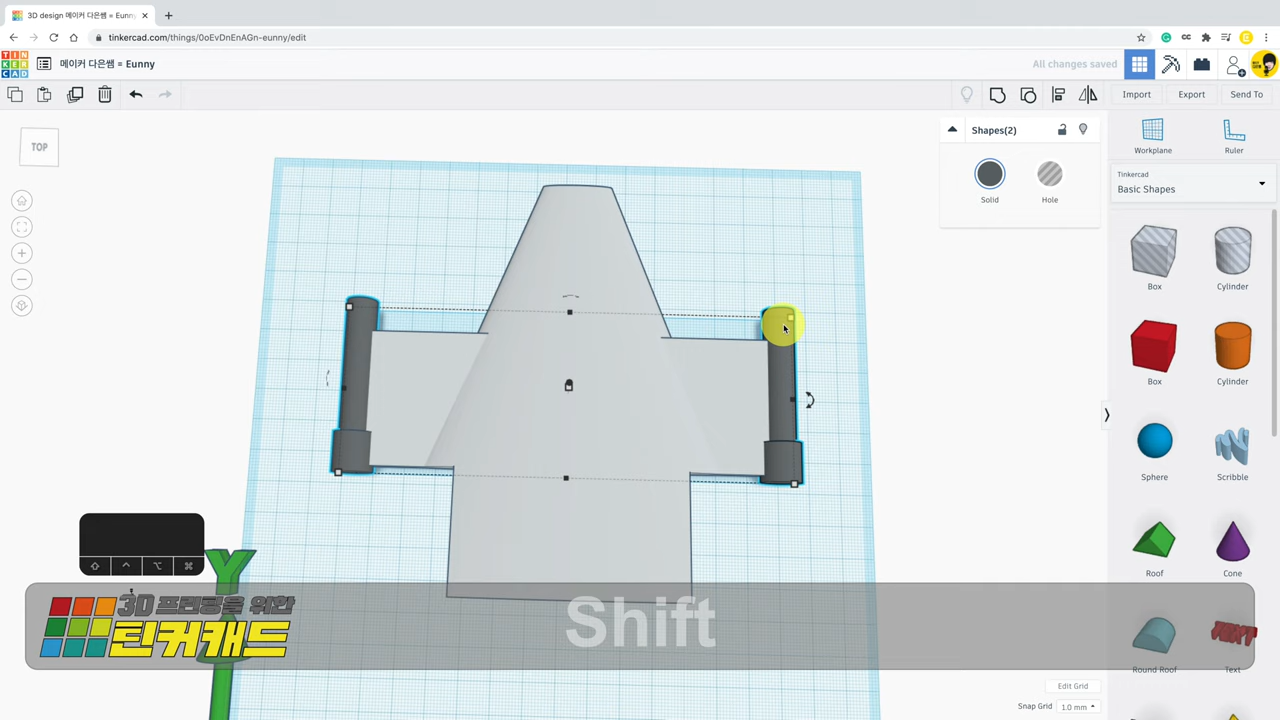 3D design 메이커 다은쌤 = Eunny
tinkercad.com/things/0oEvDnEnAGn-eunny/edit
TIN
KER
CAD
메이커 다은쌤 = Eunny
All changes saved
Import
Export
Send To
TOP
Shapes(2)
Solid
Hole
Workplane
Ruler
Tinkercad
Basic Shapes
Box
Cylinder
Box
Cylinder
Sphere
Scribble
Roof
Cone
Round Roof
Text
TEXT
Y
3D 프린팅을 위한
틴커캐드
Shift
Edit Grid
Snap Grid
1.0 mm